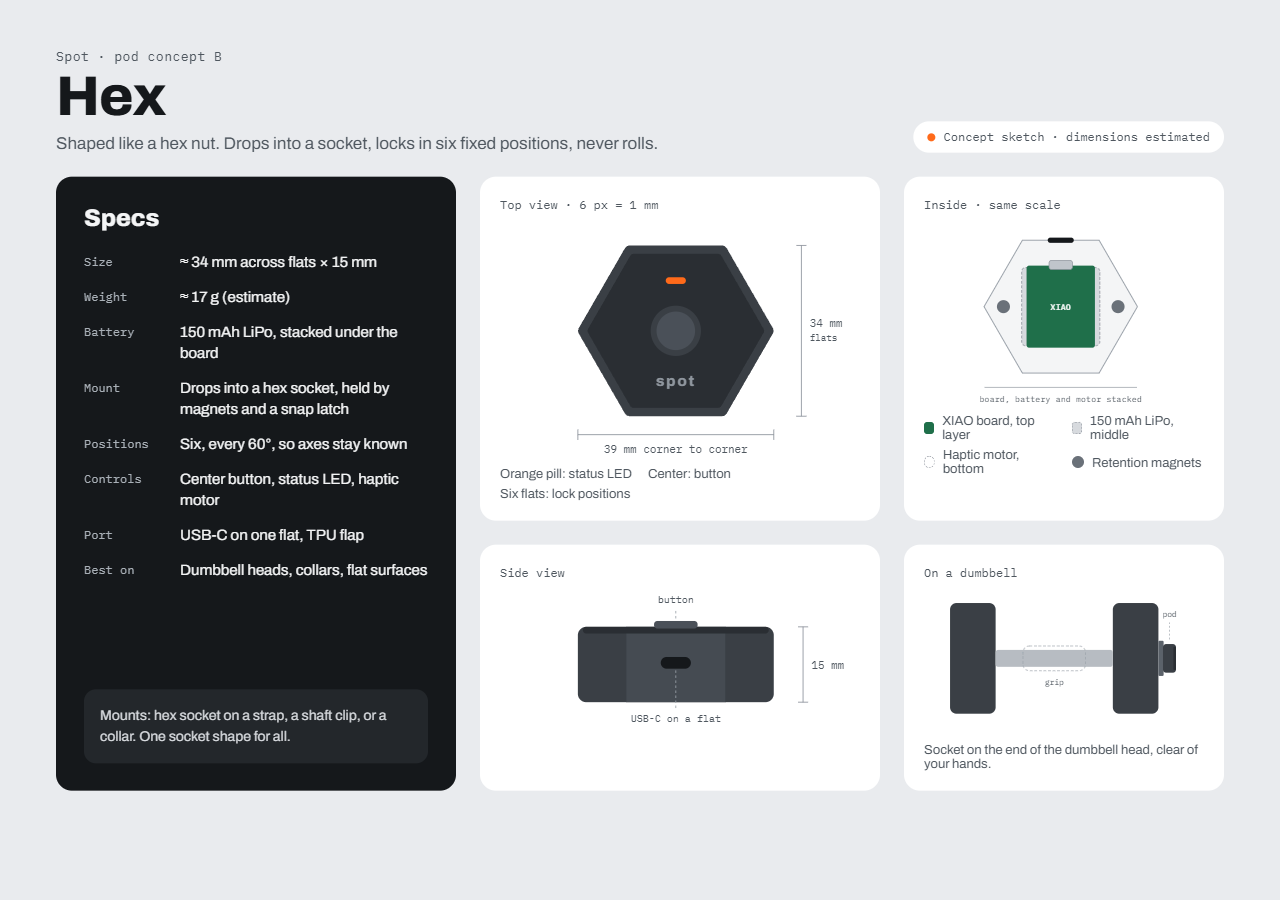 Spot · pod concept B
Hex
Shaped like a hex nut. Drops into a socket, locks in six fixed positions, never rolls.
Concept sketch · dimensions estimated
Specs
Size ≈ 34 mm across flats × 15 mm
Weight ≈ 17 g (estimate)
Battery 150 mAh LiPo, stacked under the
board
Mount Drops into a hex socket, held by
magnets and a snap latch
Positions Six, every 60°, so axes stay known
Controls Center button, status LED, haptic
motor
Port USB-C on one flat, TPU flap
Best on Dumbbell heads, collars, flat surfaces
Mounts: hex socket on a strap, a shaft clip, or a
collar. One socket shape for all.
Top view · 6 px = 1 mm
spot
34 mm
flats
39 mm corner to corner
Orange pill: status LED Center: button
Six flats: lock positions
Inside · same scale
XIAO
board, battery and motor stacked
XIAO board, top
layer
150 mAh LiPo,
middle
Haptic motor,
bottom
Retention magnets
Side view
button
15 mm
USB-C on a flat
On a dumbbell
pod
grip
Socket on the end of the dumbbell head, clear of
your hands.